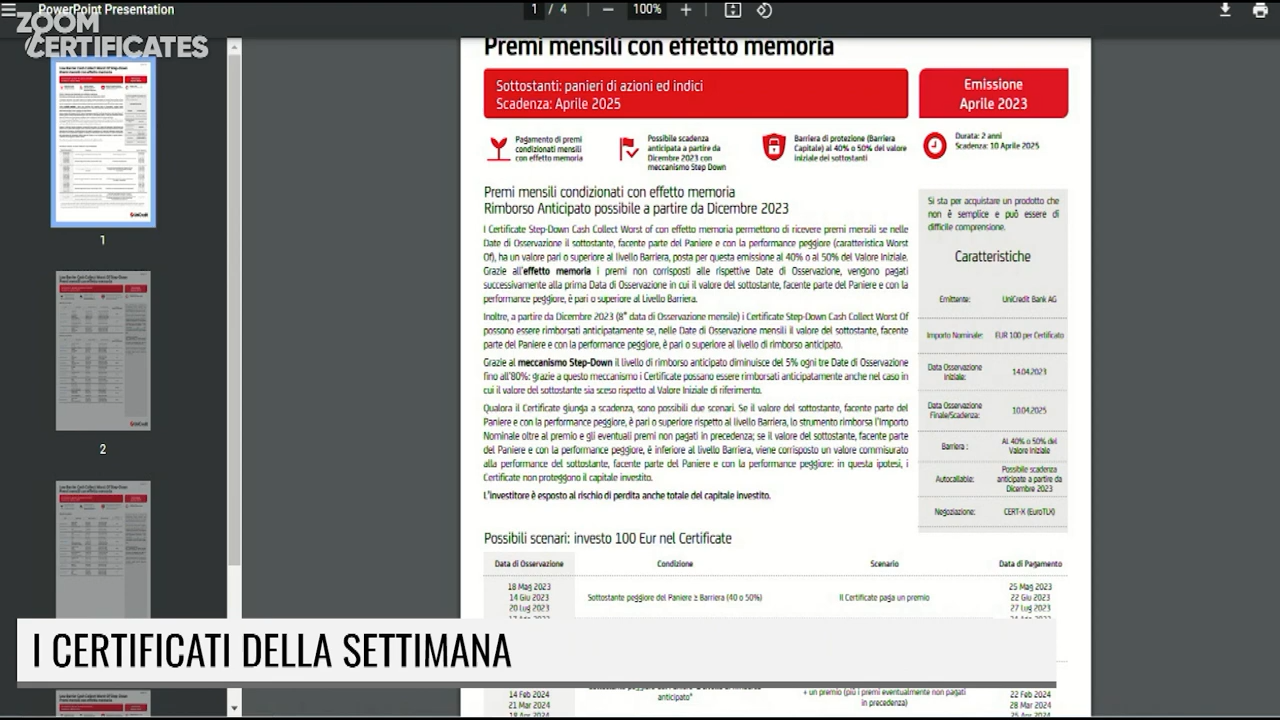 PowerPoint Presentation
1 / 4
100%
ZOOM
CERTIFICATES
Premi mensili con effetto memoria
Sottostanti: panieri di azioni ed indici
Scadenza: Aprile 2025
Emissione
Aprile 2023
Pagamento di premi
condizionati mensili
con effetto memoria
Possibile scadenza
anticipata a partire da
Dicembre 2023 con
meccanismo Step Down
Barriera di protezione (Barriera
Capitale) al 40% o 50% del valore
iniziale dei sottostanti
Durata: 2 anni
Scadenza: 10 Aprile 2025
Premi mensili condizionati con effetto memoria
Rimborso Anticipato possibile a partire da Dicembre 2023
I Certificate Step-Down Cash Collect Worst of con effetto memoria permettono di ricevere premi mensili se nelle
Date di Osservazione il sottostante, facente parte del Paniere e con la performance peggiore (caratteristica Worst
Of), ha un valore pari o superiore al livello Barriera, posta per questa emissione al 40% o al 50% del Valore Iniziale.
Grazie all'effetto memoria i premi non corrisposti alle rispettive Date di Osservazione, vengono pagati
successivamente alla prima Data di Osservazione in cui il valore del sottostante, facente parte del Paniere e con la
performance peggiore, è pari o superiore al Livello Barriera.
Inoltre, a partire da Dicembre 2023 (8ª data di Osservazione mensile) i Certificate Step-Down Cash Collect Worst Of
possono essere rimborsati anticipatamente se, nelle Date di Osservazione mensili il valore del sottostante, facente
parte del Paniere e con la performance peggiore, è pari o superiore al livello di rimborso anticipato.
Grazie al meccanismo Step-Down il livello di rimborso anticipato diminuisce del 5% ogni tre Date di Osservazione
fino all'80%: grazie a questo meccanismo i Certificate possano essere rimborsati anticipatamente anche nel caso in
cui il valore del sottostante sia sceso rispetto al Valore Iniziale di riferimento.
Qualora il Certificate giunga a scadenza, sono possibili due scenari. Se il valore del sottostante, facente parte del
Paniere e con la performance peggiore, è pari o superiore rispetto al livello Barriera, lo strumento rimborsa l'Importo
Nominale oltre al premio e gli eventuali premi non pagati in precedenza; se il valore del sottostante, facente parte
del Paniere e con la performance peggiore, è inferiore al livello Barriera, viene corrisposto un valore commisurato
alla performance del sottostante, facente parte del Paniere e con la performance peggiore: in questa ipotesi, i
Certificate non proteggono il capitale investito.
L'investitore è esposto al rischio di perdita anche totale del capitale investito.
Si sta per acquistare un prodotto che
non è semplice e può essere di
difficile comprensione.
Caratteristiche
Emittente: UniCredit Bank AG
Importo Nominale: EUR 100 per Certificato
Data Osservazione
Iniziale: 14.04.2023
Data Osservazione
Finale/Scadenza: 10.04.2025
Barriera : Al 40% o 50% del
Valore Iniziale
Autocallable: Possibile scadenza
anticipata a partire da
Dicembre 2023
Negoziazione: CERT-X (EuroTLX)
Possibili scenari: investo 100 Eur nel Certificate
Data di Osservazione Condizione Scenario Data di Pagamento
18 Mag 2023 25 Mag 2023
14 Giu 2023 Sottostante peggiore del Paniere ≥ Barriera (40 o 50%) Il Certificate paga un premio 22 Giu 2023
20 Lug 2023 27 Lug 2023
I CERTIFICATI DELLA SETTIMANA
14 Feb 2024 anticipato" + un premio (più i premi eventualmente non pagati 22 Feb 2024
21 Mar 2024 in precedenza) 28 Mar 2024
18 Apr 2024 25 Apr 2024
1
2